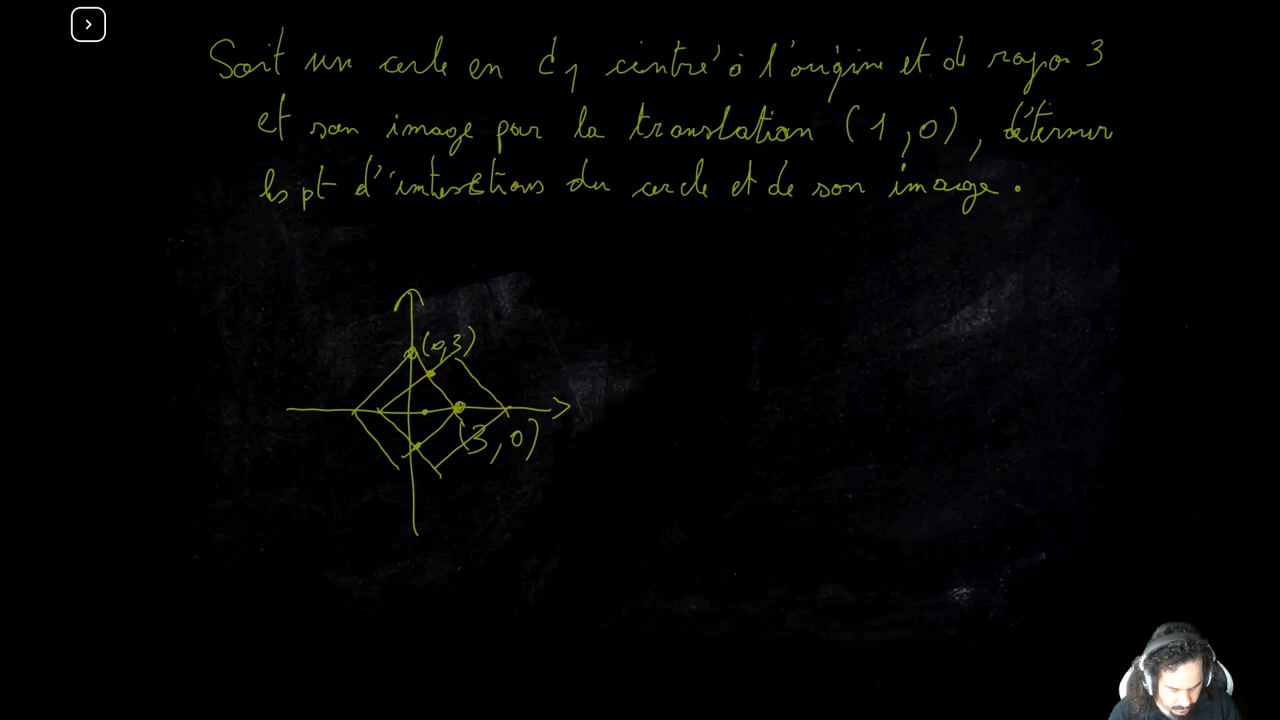 Soit un cercle en d1 centré à l'origine et de rayon 3
et son image par la translation (1,0), déterminer
les pt d'intersections du cercle et de son image.
(0,3)
(3,0)